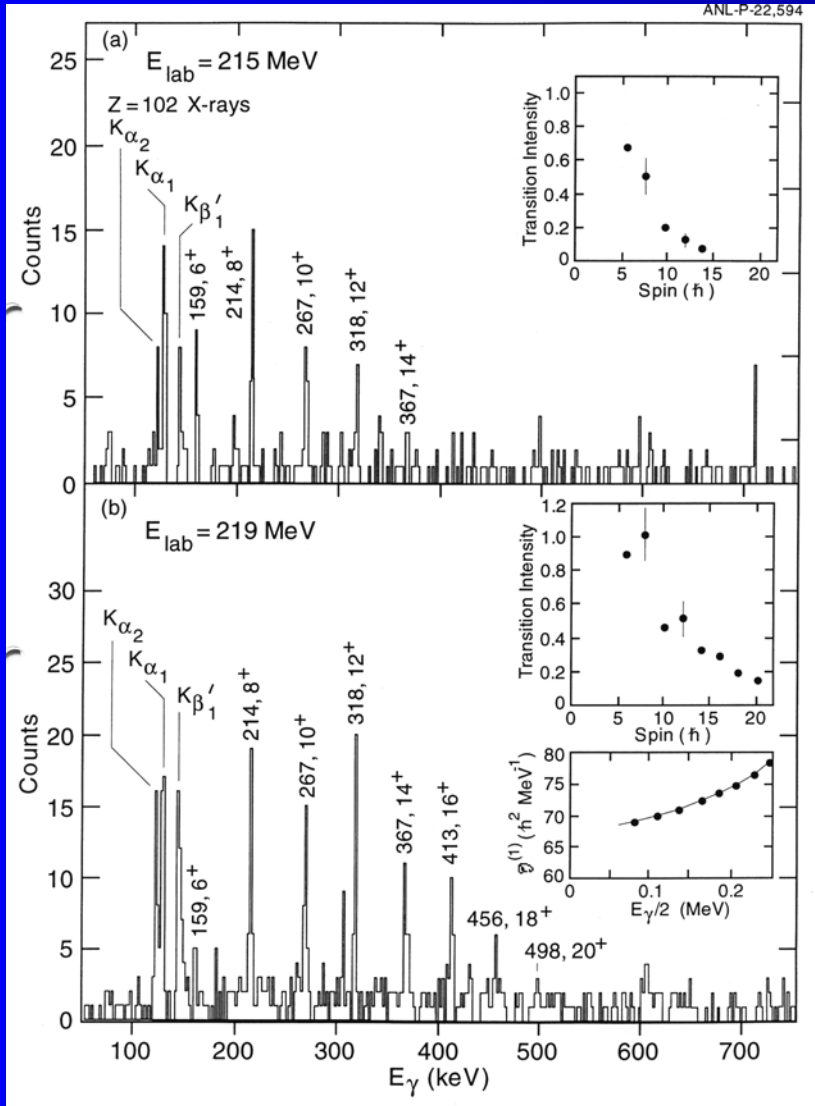 ANL-P-22,594
(a)
E lab = 215 MeV
Z = 102 X-rays
Kα2
Kα1
Kβ1′
159, 6+
214, 8+
267, 10+
318, 12+
367, 14+
Counts
25
20
15
10
5
0
Transition Intensity
1.0
0.8
0.6
0.4
0.2
0
0 5 10 15 20
Spin (ħ)
(b)
E lab = 219 MeV
Kα2
Kα1
Kβ1′
159, 6+
214, 8+
267, 10+
318, 12+
367, 14+
413, 16+
456, 18+
498, 20+
Counts
30
25
20
15
10
5
0
Transition Intensity
1.2
1.0
0.8
0.6
0.4
0.2
0
0 5 10 15 20
Spin (ħ)
ℐ(1) (ħ2 MeV-1)
80
75
70
65
60
0 0.1 0.2
Eγ/2 (MeV)
100 200 300 400 500 600 700
Eγ (keV)